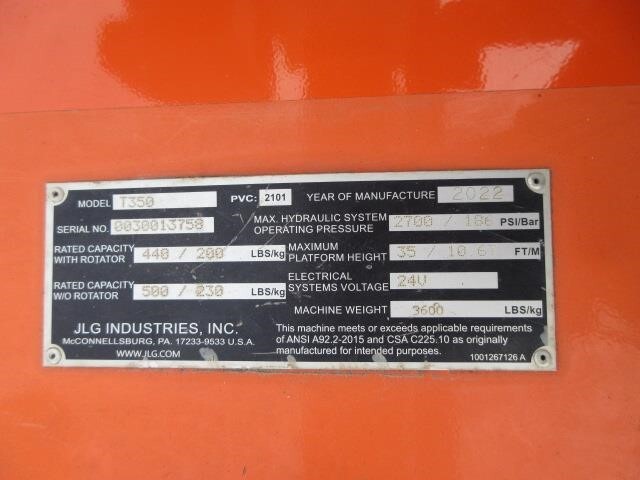 MODEL T350 PVC: 2101 YEAR OF MANUFACTURE 2022
SERIAL NO. 0030013758
MAX. HYDRAULIC SYSTEM
OPERATING PRESSURE 2700 / 186 PSI/Bar
RATED CAPACITY
WITH ROTATOR 440 / 200 LBS/kg
MAXIMUM
PLATFORM HEIGHT 35 / 10.67 FT/M
RATED CAPACITY
W/O ROTATOR 500 / 230 LBS/kg
ELECTRICAL
SYSTEMS VOLTAGE 24V
MACHINE WEIGHT 3600 LBS/kg
JLG INDUSTRIES, INC.
McCONNELLSBURG, PA. 17233-9533 U.S.A.
WWW.JLG.COM
This machine meets or exceeds applicable requirements
of ANSI A92.2-2015 and CSA C225.10 as originally
manufactured for intended purposes.
1001267126 A